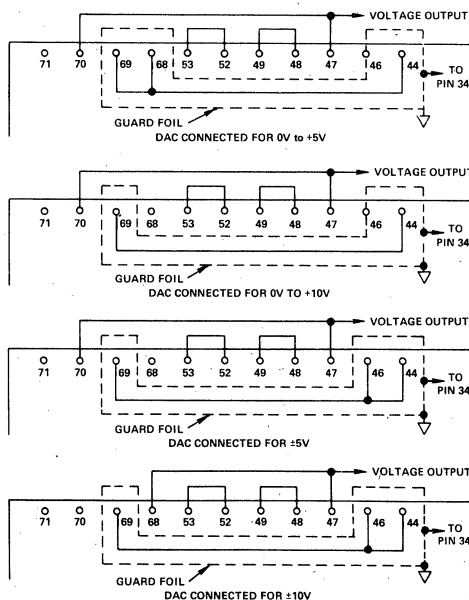 VOLTAGE OUTPUT
71 70 69 68 53 52 49 48 47 46 44
TO
PIN 34
GUARD FOIL
DAC CONNECTED FOR 0V to +5V
VOLTAGE OUTPUT
71 70 69 68 53 52 49 48 47 46 44
TO
PIN 34
GUARD FOIL
DAC CONNECTED FOR 0V TO +10V
VOLTAGE OUTPUT
71 70 69 68 53 52 49 48 47 46 44
TO
PIN 34
GUARD FOIL
DAC CONNECTED FOR ±5V
VOLTAGE OUTPUT
71 70 69 68 53 52 49 48 47 46 44
TO
PIN 34
GUARD FOIL
DAC CONNECTED FOR ±10V